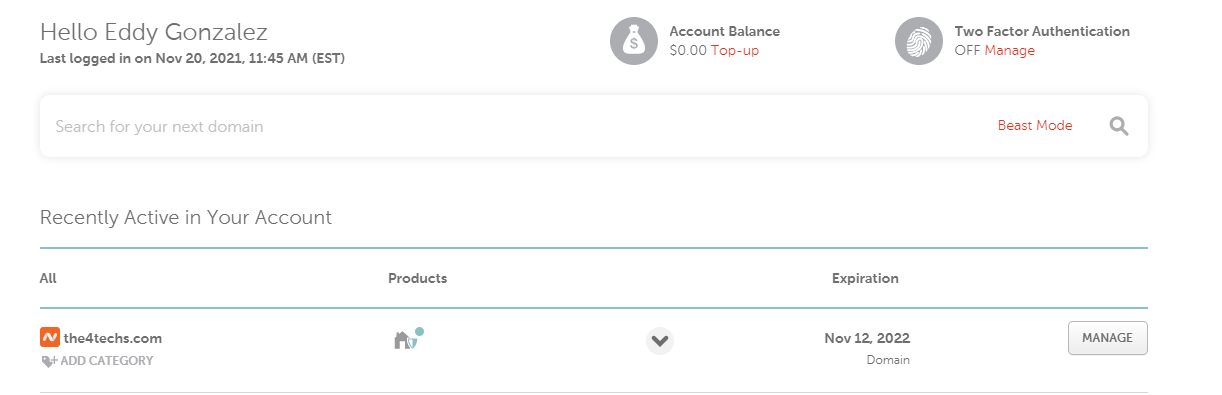 Hello Eddy Gonzalez
Last logged in on Nov 20, 2021, 11:45 AM (EST)
Account Balance
$0.00 Top-up
Two Factor Authentication
OFF Manage
Search for your next domain
Beast Mode
Recently Active in Your Account
All Products Expiration
the4techs.com Nov 12, 2022 MANAGE
ADD CATEGORY Domain